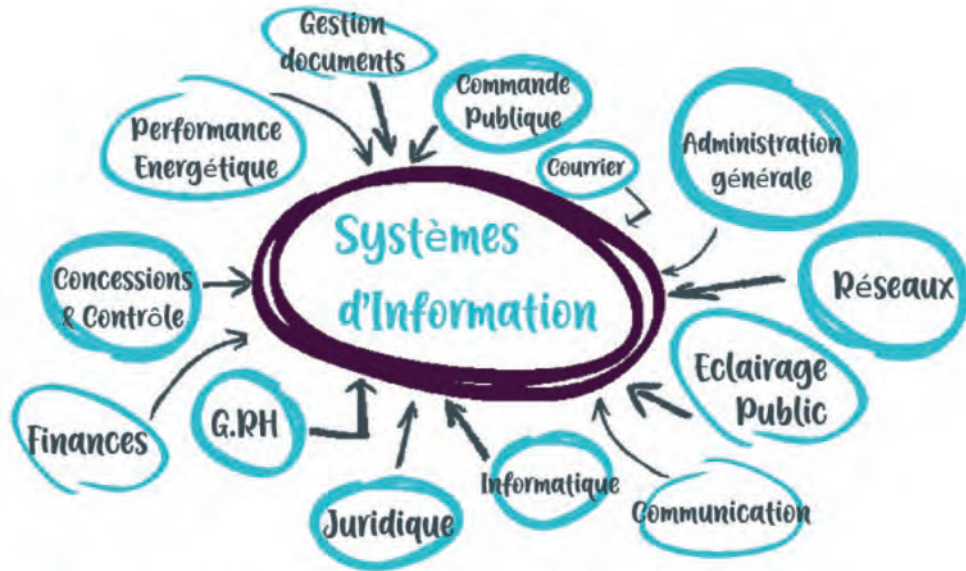 Gestion
documents
Commande
Publique
Performance
Energétique
Courrier
Administration
générale
Systèmes
d'Information
Concessions
& Contrôle
Réseaux
Eclairage
Public
Finances
G.RH
Juridique
Informatique
Communication